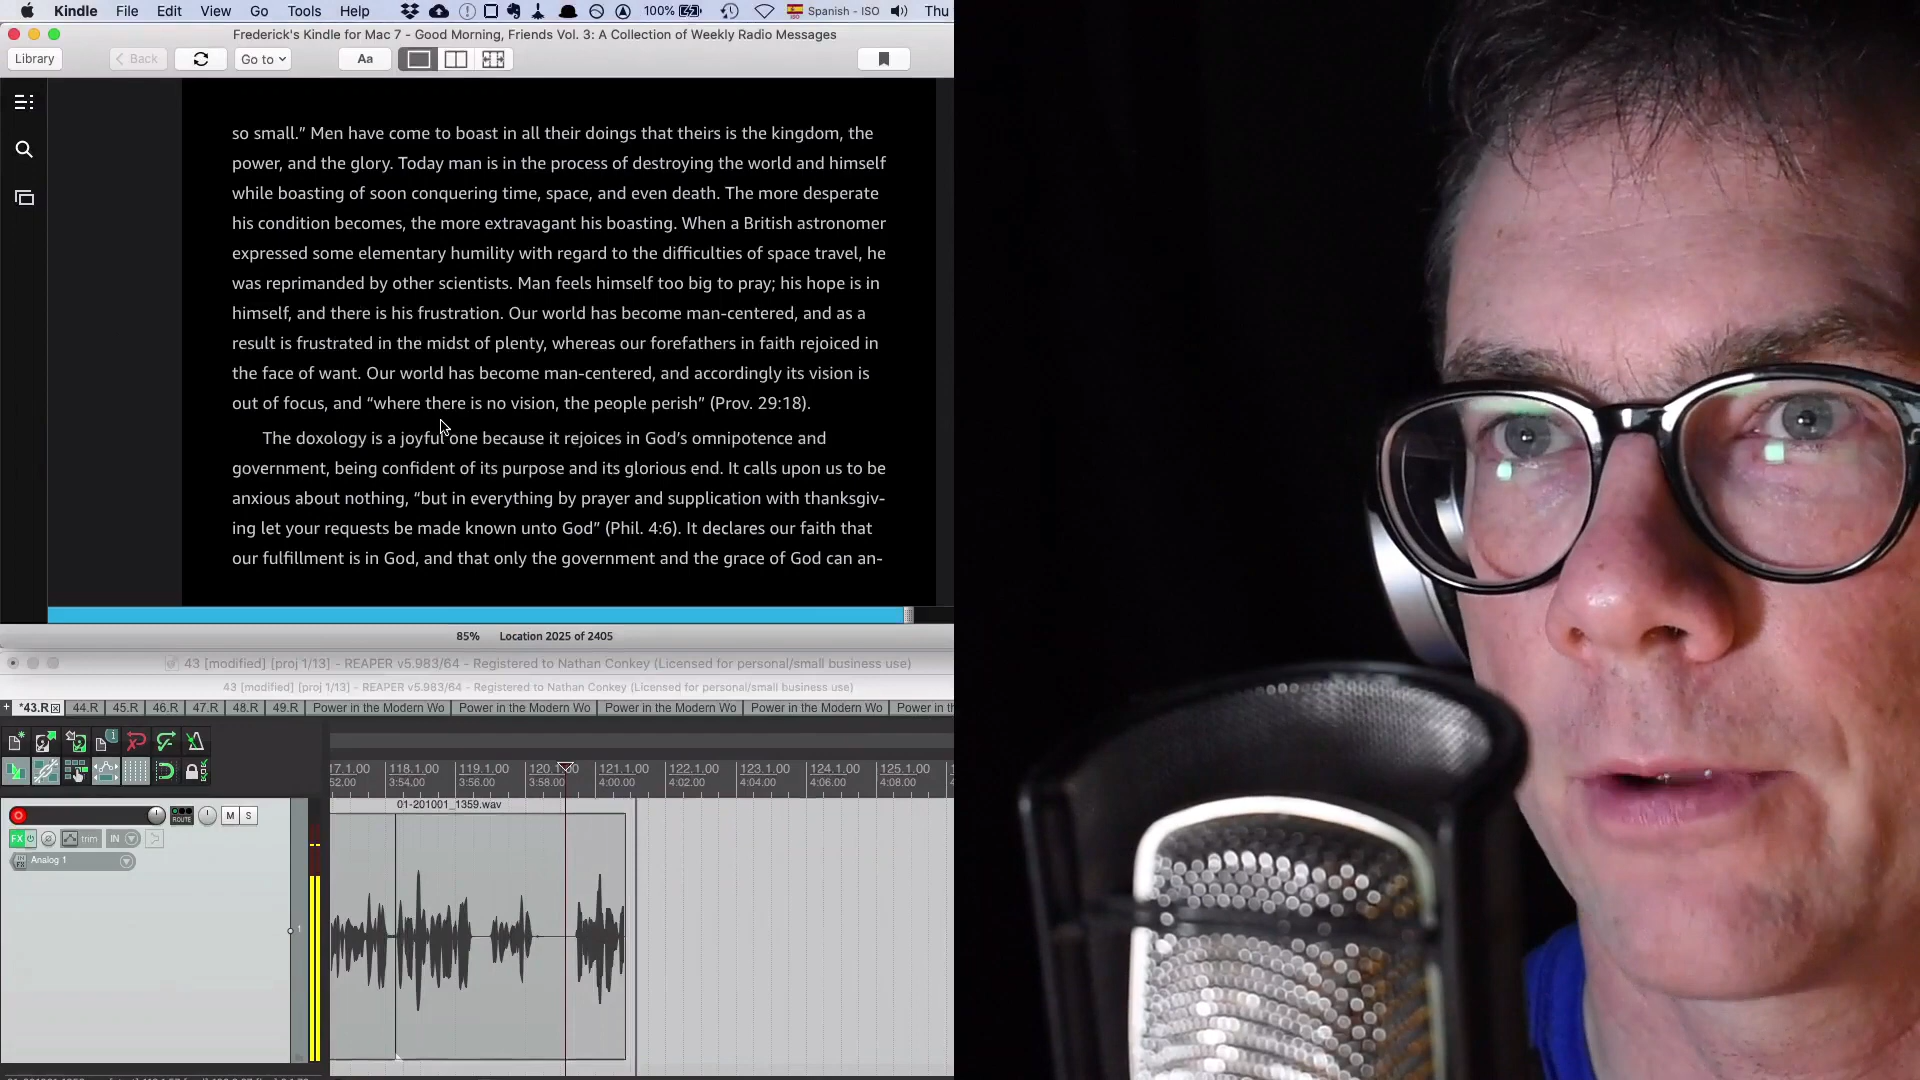 Kindle File Edit View Go Tools Help 100% Spanish - ISO Thu
Frederick's Kindle for Mac 7 - Good Morning, Friends Vol. 3: A Collection of Weekly Radio Messages
Library Back Go to Aa
so small.” Men have come to boast in all their doings that theirs is the kingdom, the
power, and the glory. Today man is in the process of destroying the world and himself
while boasting of soon conquering time, space, and even death. The more desperate
his condition becomes, the more extravagant his boasting. When a British astronomer
expressed some elementary humility with regard to the difficulties of space travel, he
was reprimanded by other scientists. Man feels himself too big to pray; his hope is in
himself, and there is his frustration. Our world has become man-centered, and as a
result is frustrated in the midst of plenty, whereas our forefathers in faith rejoiced in
the face of want. Our world has become man-centered, and accordingly its vision is
out of focus, and “where there is no vision, the people perish” (Prov. 29:18).
The doxology is a joyful one because it rejoices in God’s omnipotence and
government, being confident of its purpose and its glorious end. It calls upon us to be
anxious about nothing, “but in everything by prayer and supplication with thanksgiv-
ing let your requests be made known unto God” (Phil. 4:6). It declares our faith that
our fulfillment is in God, and that only the government and the grace of God can an-
85% Location 2025 of 2405
43 [modified] [proj 1/13] - REAPER v5.983/64 - Registered to Nathan Conkey (Licensed for personal/small business use)
43 [modified] [proj 1/13] - REAPER v5.983/64 - Registered to Nathan Conkey (Licensed for personal/small business use)
+ *43.R 44.R 45.R 46.R 47.R 48.R 49.R Power in the Modern Wo Power in the Modern Wo Power in the Modern Wo Power in the Modern Wo Power in th
17.1.00 118.1.00 119.1.00 120.1.00 121.1.00 122.1.00 123.1.00 124.1.00 125.1.00
:52.00 3:54.00 3:56.00 3:58.00 4:00.00 4:02.00 4:04.00 4:06.00 4:08.00
01-201001_1359.wav
ROUTE M S
FX trim IN
IN FX Analog 1
1